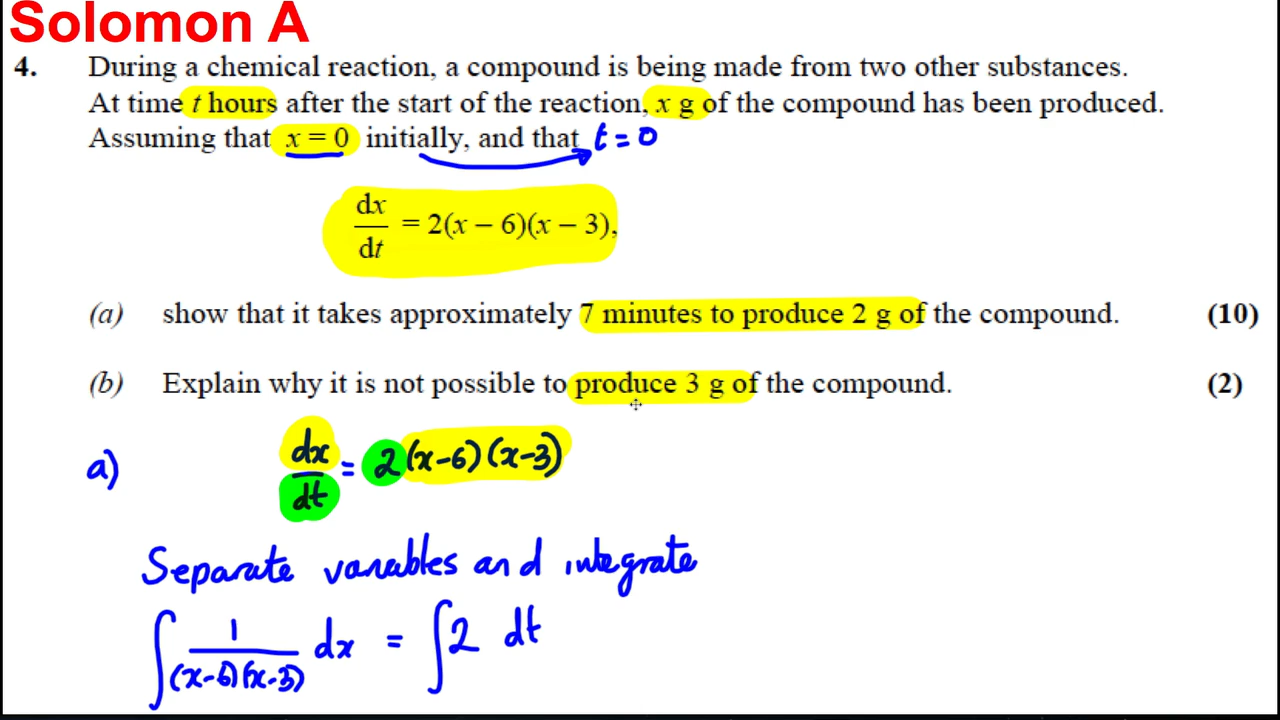 Solomon A
4. During a chemical reaction, a compound is being made from two other substances.
At time t hours after the start of the reaction, x g of the compound has been produced.
Assuming that x = 0 initially, and that t = 0
dx/dt = 2(x − 6)(x − 3),
(a) show that it takes approximately 7 minutes to produce 2 g of the compound. (10)
(b) Explain why it is not possible to produce 3 g of the compound. (2)
a) dx/dt = 2(x-6)(x-3)
Separate variables and integrate
∫ 1/((x-6)(x-3)) dx = ∫ 2 dt